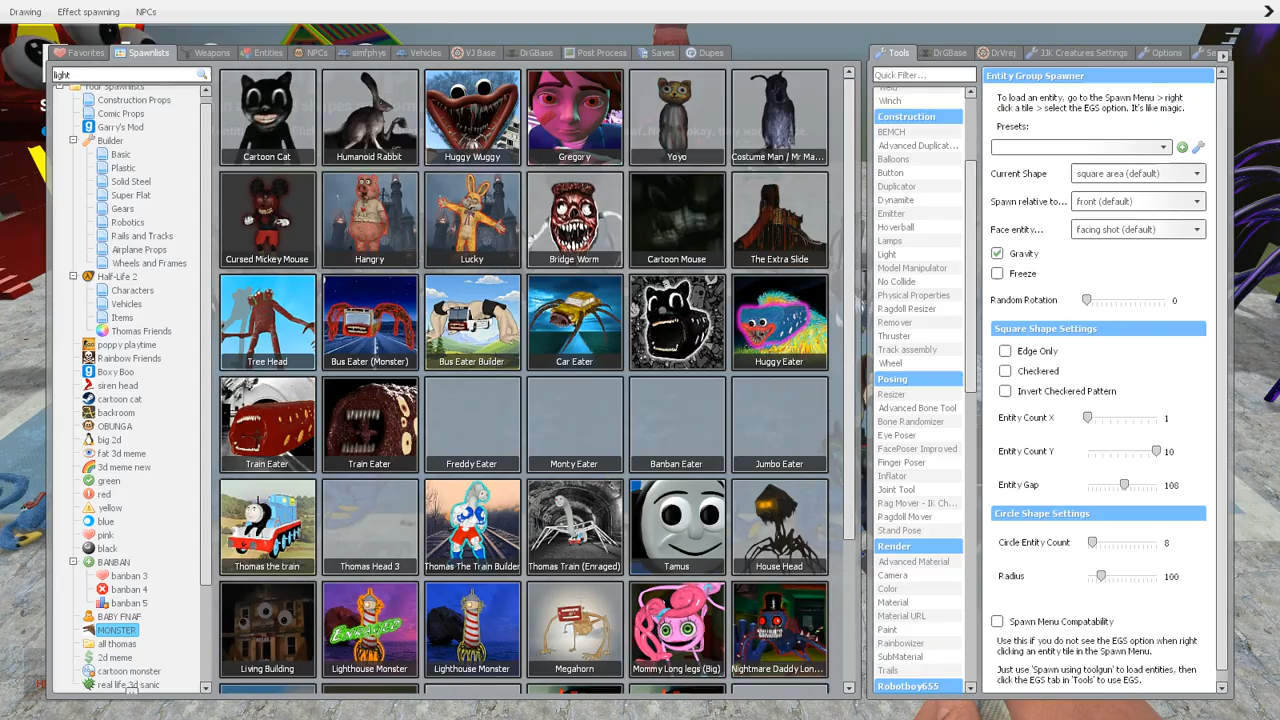 Drawing Effect spawning NPCs
Favorites Spawnlists Weapons Entities NPCs simfphys Vehicles VJ Base DrGBase Post Process Saves Dupes
light
Your Spawnlists
Construction Props
Comic Props
Garry's Mod
Builder
Basic
Plastic
Solid Steel
Super Flat
Gears
Robotics
Rails and Tracks
Airplane Props
Wheels and Frames
Half-Life 2
Characters
Vehicles
Items
Thomas Friends
poppy playtime
Rainbow Friends
Boxy Boo
siren head
cartoon cat
backroom
OBUNGA
big 2d
fat 3d meme
3d meme new
green
red
yellow
blue
pink
black
BANBAN
banban 3
banban 4
banban 5
BABY FNAF
MONSTER
all thomas
2d meme
cartoon monster
real life 3d sanic
Cartoon Cat Humanoid Rabbit Huggy Wuggy Gregory Yoyo Costume Man / Mr Ma...
Cursed Mickey Mouse Hangry Lucky Bridge Worm Cartoon Mouse The Extra Slide
Tree Head Bus Eater (Monster) Bus Eater Builder Car Eater Huggy Eater
Train Eater Train Eater Freddy Eater Monty Eater Banban Eater Jumbo Eater
Thomas the train Thomas Head 3 Thomas The Train Builder Thomas Train (Enraged) Tamus House Head
Living Building Lighthouse Monster Lighthouse Monster Megahorn Mommy Long legs (Big) Nightmare Daddy Lon...
Tools DrGBase DrVrej JJK Creatures Settings Options
Quick Filter...
Weld
Winch
Construction
BEMCH
Advanced Duplicat...
Balloons
Button
Duplicator
Dynamite
Emitter
Hoverball
Lamps
Light
Model Manipulator
No Collide
Physical Properties
Ragdoll Resizer
Remover
Thruster
Track assembly
Wheel
Posing
Resizer
Advanced Bone Tool
Bone Randomizer
Eye Poser
FacePoser Improved
Finger Poser
Inflator
Joint Tool
Rag Mover - IK Ch...
Ragdoll Mover
Stand Pose
Render
Advanced Material
Camera
Color
Material
Material URL
Paint
Rainbowizer
SubMaterial
Trails
Robotboy655
Entity Group Spawner
To load an entity, go to the Spawn Menu > right
click a tile > select the EGS option. It's like magic.
Presets:
Current Shape square area (default)
Spawn relative to... front (default)
Face entity... facing shot (default)
Gravity
Freeze
Random Rotation 0
Square Shape Settings
Edge Only
Checkered
Invert Checkered Pattern
Entity Count X 1
Entity Count Y 10
Entity Gap 108
Circle Shape Settings
Circle Entity Count 8
Radius 100
Spawn Menu Compatibility
Use this if you do not see the EGS option when right
clicking an entity tile in the Spawn Menu.
Just use 'Spawn using toolgun' to load entities, then
click the EGS tab in 'Tools' to use EGS.